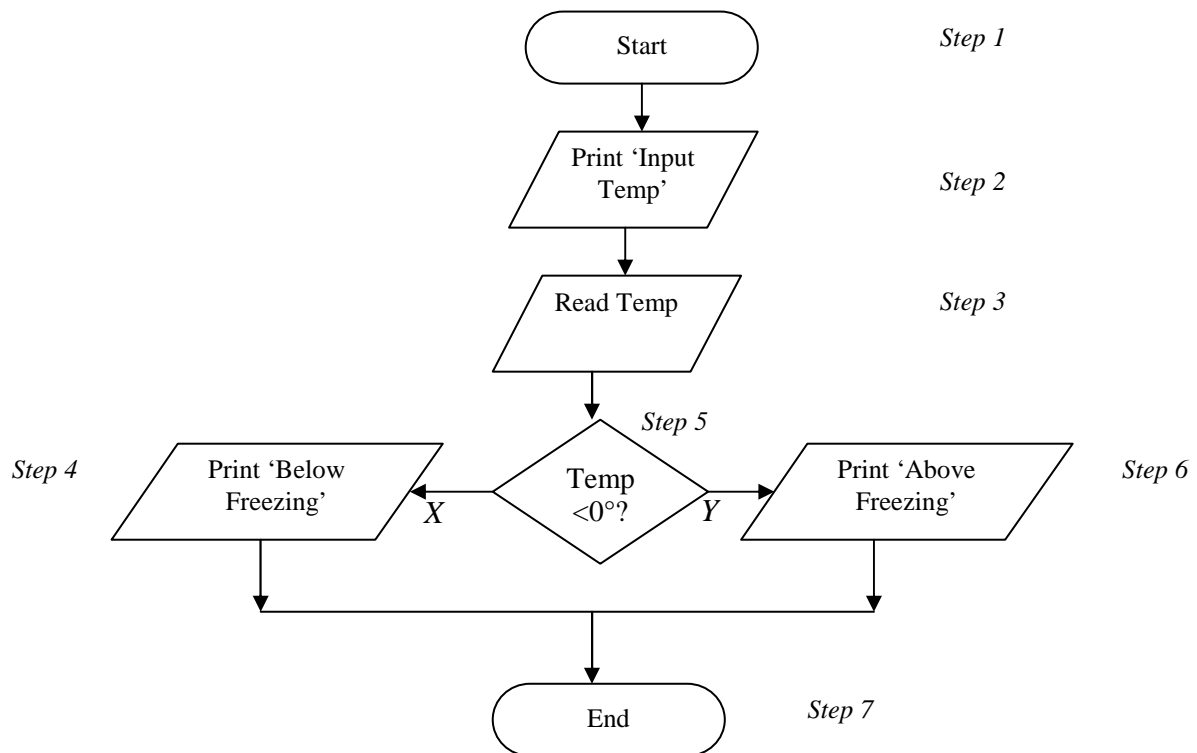 Start
Step 1
Print ‘Input
Temp’
Step 2
Read Temp
Step 3
Step 5
Step 4
Print ‘Below
Freezing’
X
Temp
<0°?
Y
Print ‘Above
Freezing’
Step 6
End
Step 7